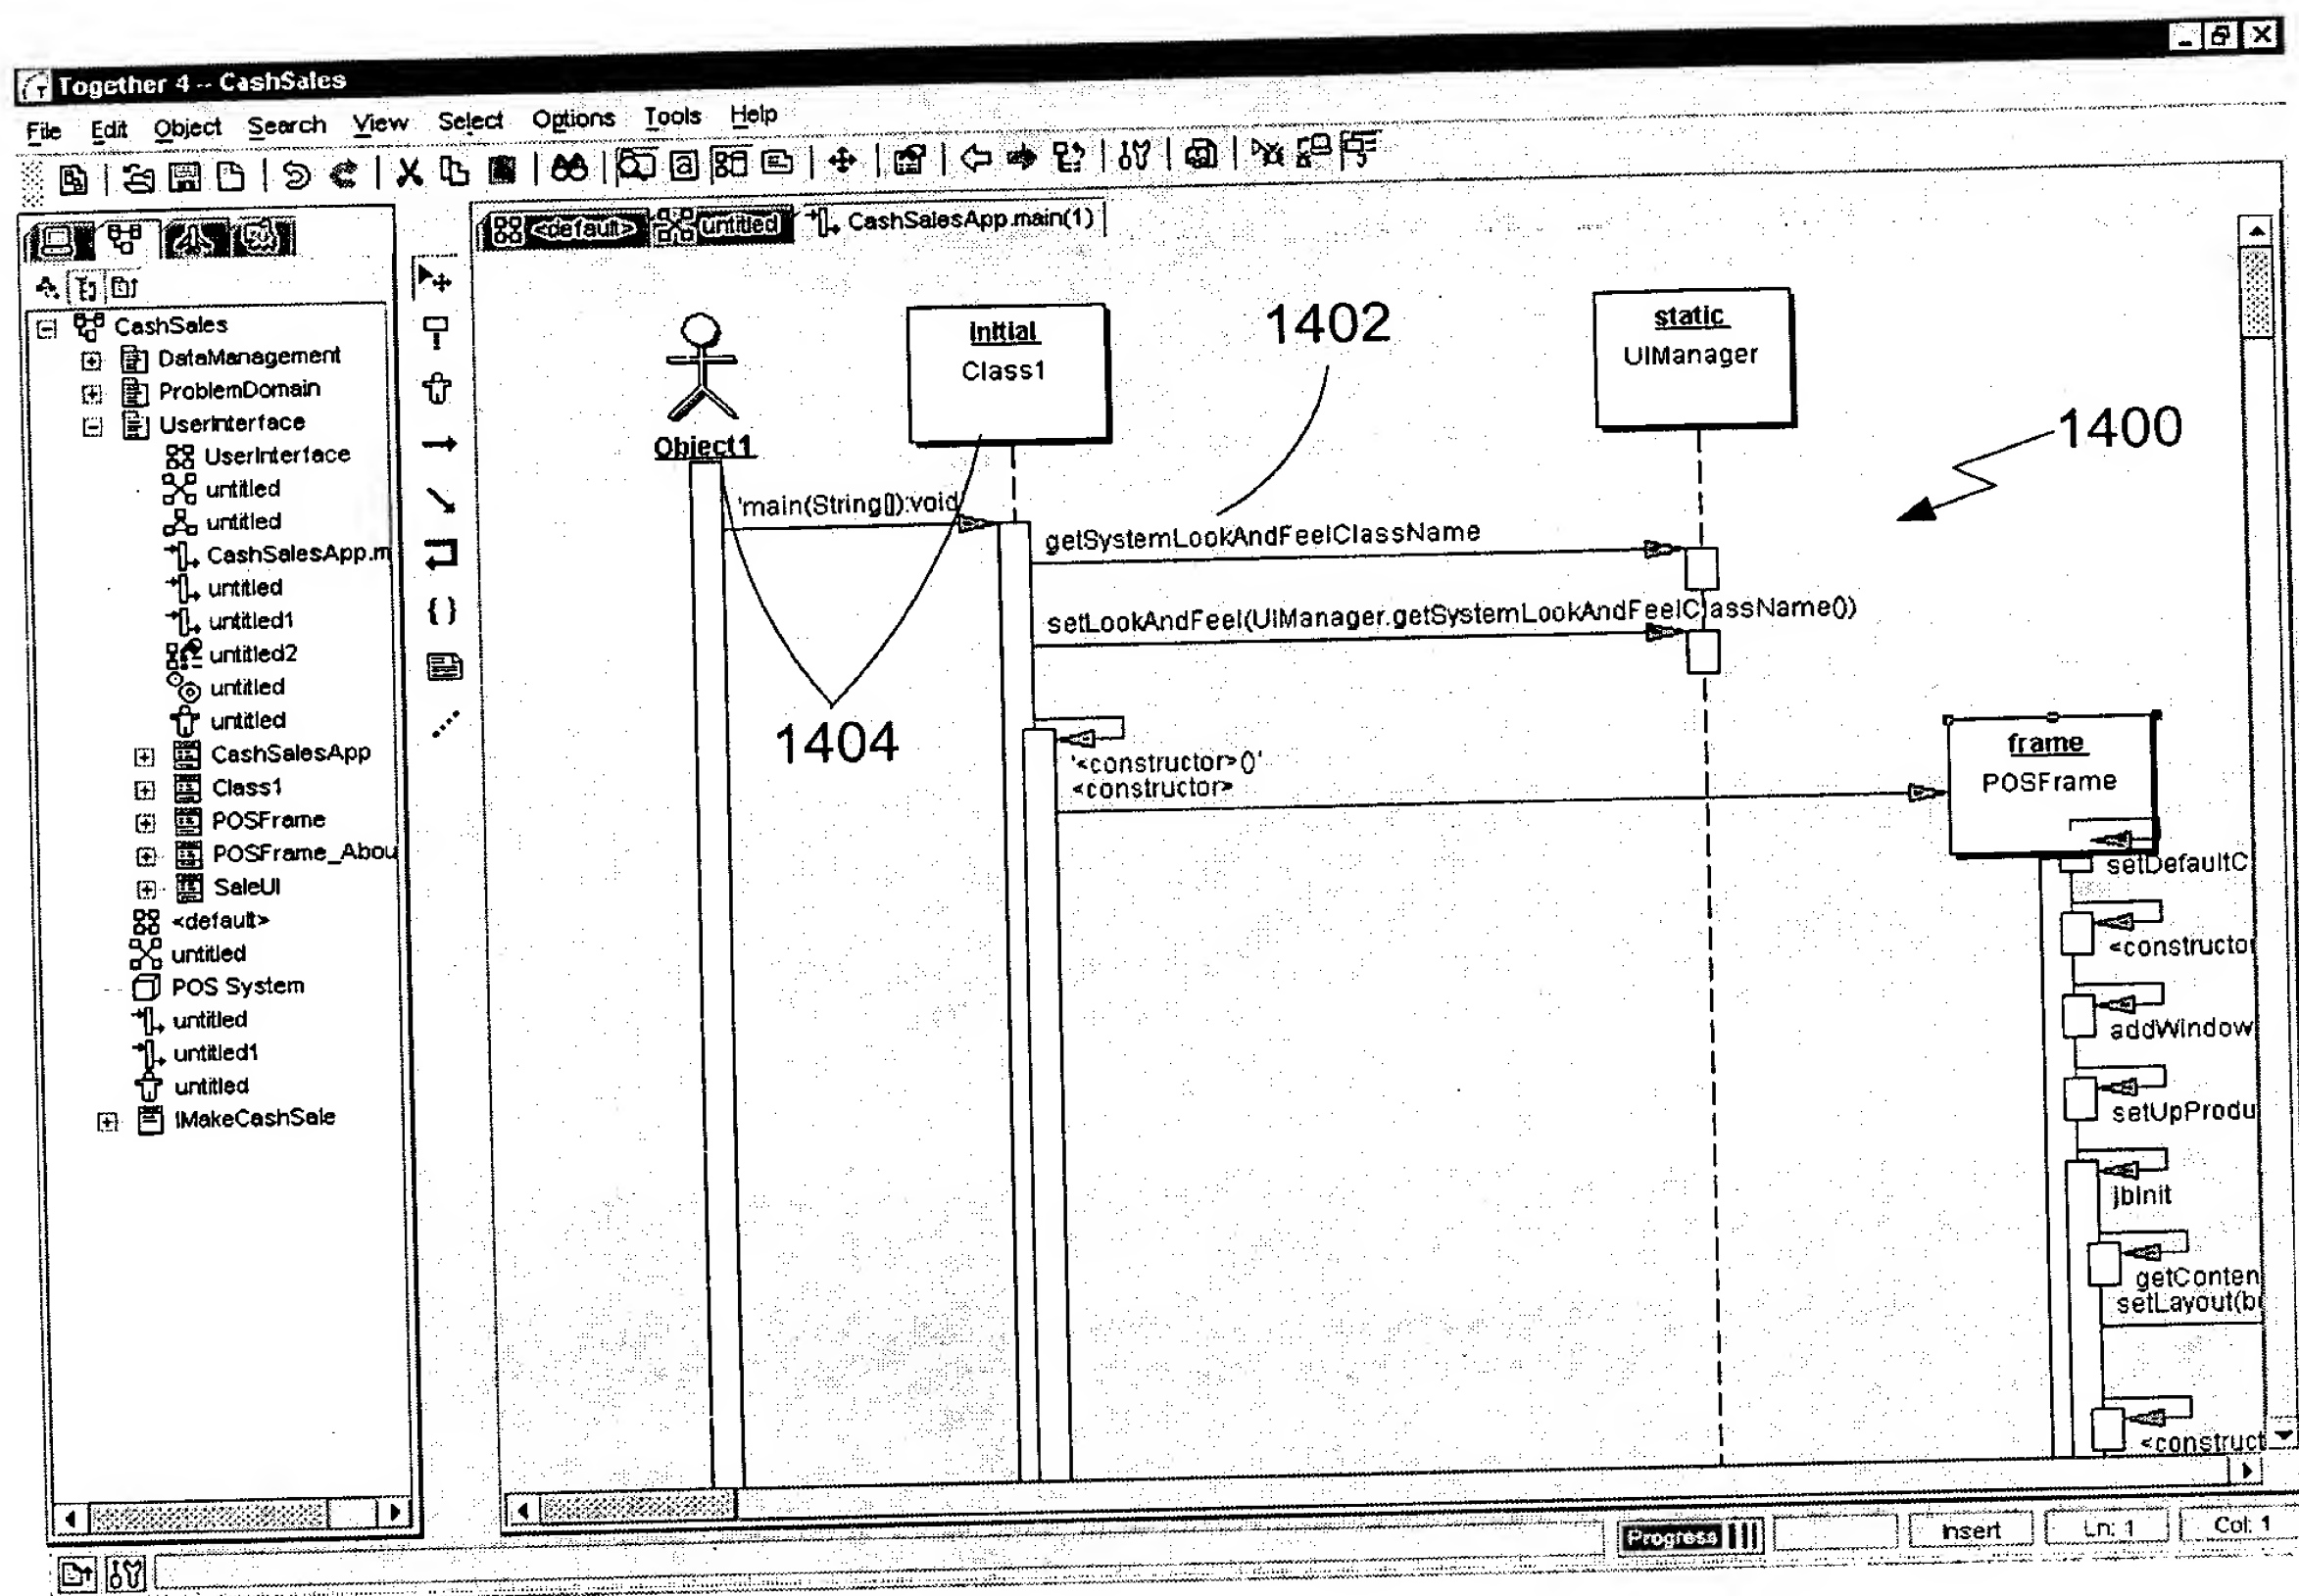 Together 4 -- CashSales
File Edit Object Search View Select Options Tools Help
<default> untitled CashSalesApp.main(1)
CashSales
DataManagement
ProblemDomain
UserInterface
UserInterface
untitled
untitled
CashSalesApp.m
untitled
untitled1
untitled2
untitled
untitled
CashSalesApp
Class1
POSFrame
POSFrame_Abou
SaleUI
<default>
untitled
POS System
untitled
untitled1
untitled
IMakeCashSale
{}
Object1
initial
Class1
1402
static
UIManager
1400
'main(String[]):void'
getSystemLookAndFeelClassName
setLookAndFeel(UIManager.getSystemLookAndFeelClassName())
1404
'<constructor>()'
<constructor>
frame
POSFrame
setDefaultC
<constructor
addWindow
setUpProdu
jbInit
getConten
setLayout(b
<construct
Progress Insert Ln: 1 Col: 1